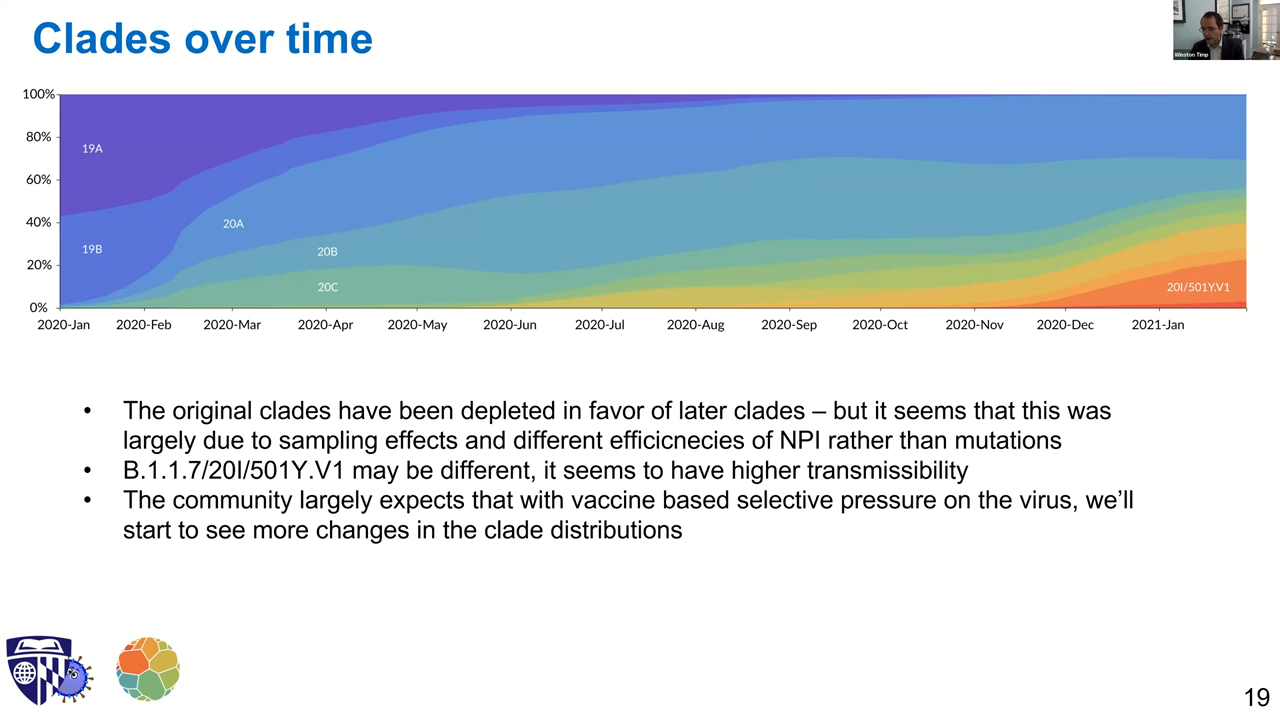 Clades over time
Winston Timp
100%
80%
60%
40%
20%
0%
19A
19B
20A
20B
20C
20I/501Y.V1
2020-Jan 2020-Feb 2020-Mar 2020-Apr 2020-May 2020-Jun 2020-Jul 2020-Aug 2020-Sep 2020-Oct 2020-Nov 2020-Dec 2021-Jan
• The original clades have been depleted in favor of later clades – but it seems that this was
largely due to sampling effects and different efficicnecies of NPI rather than mutations
• B.1.1.7/20I/501Y.V1 may be different, it seems to have higher transmissibility
• The community largely expects that with vaccine based selective pressure on the virus, we’ll
start to see more changes in the clade distributions
19